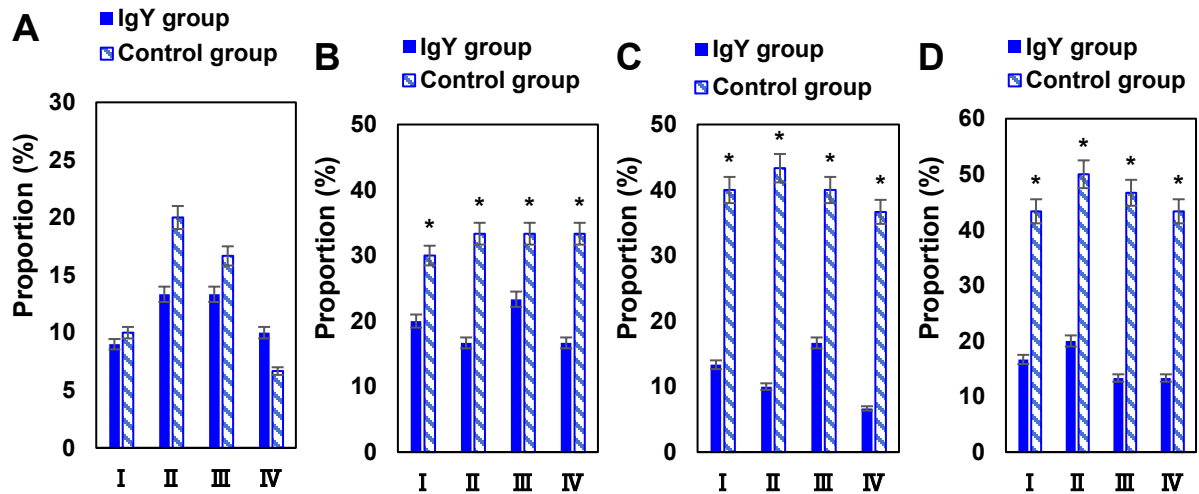 A
IgY group
Control group
Proportion (%)
30
25
20
15
10
5
0
I II III IV
B
IgY group
Control group
Proportion (%)
50
40
30
20
10
0
* * * *
I II III IV
C
IgY group
Control group
Proportion (%)
50
40
30
20
10
0
* * * *
I II III IV
D
IgY group
Control group
Proportion (%)
60
50
40
30
20
10
0
* * * *
I II III IV